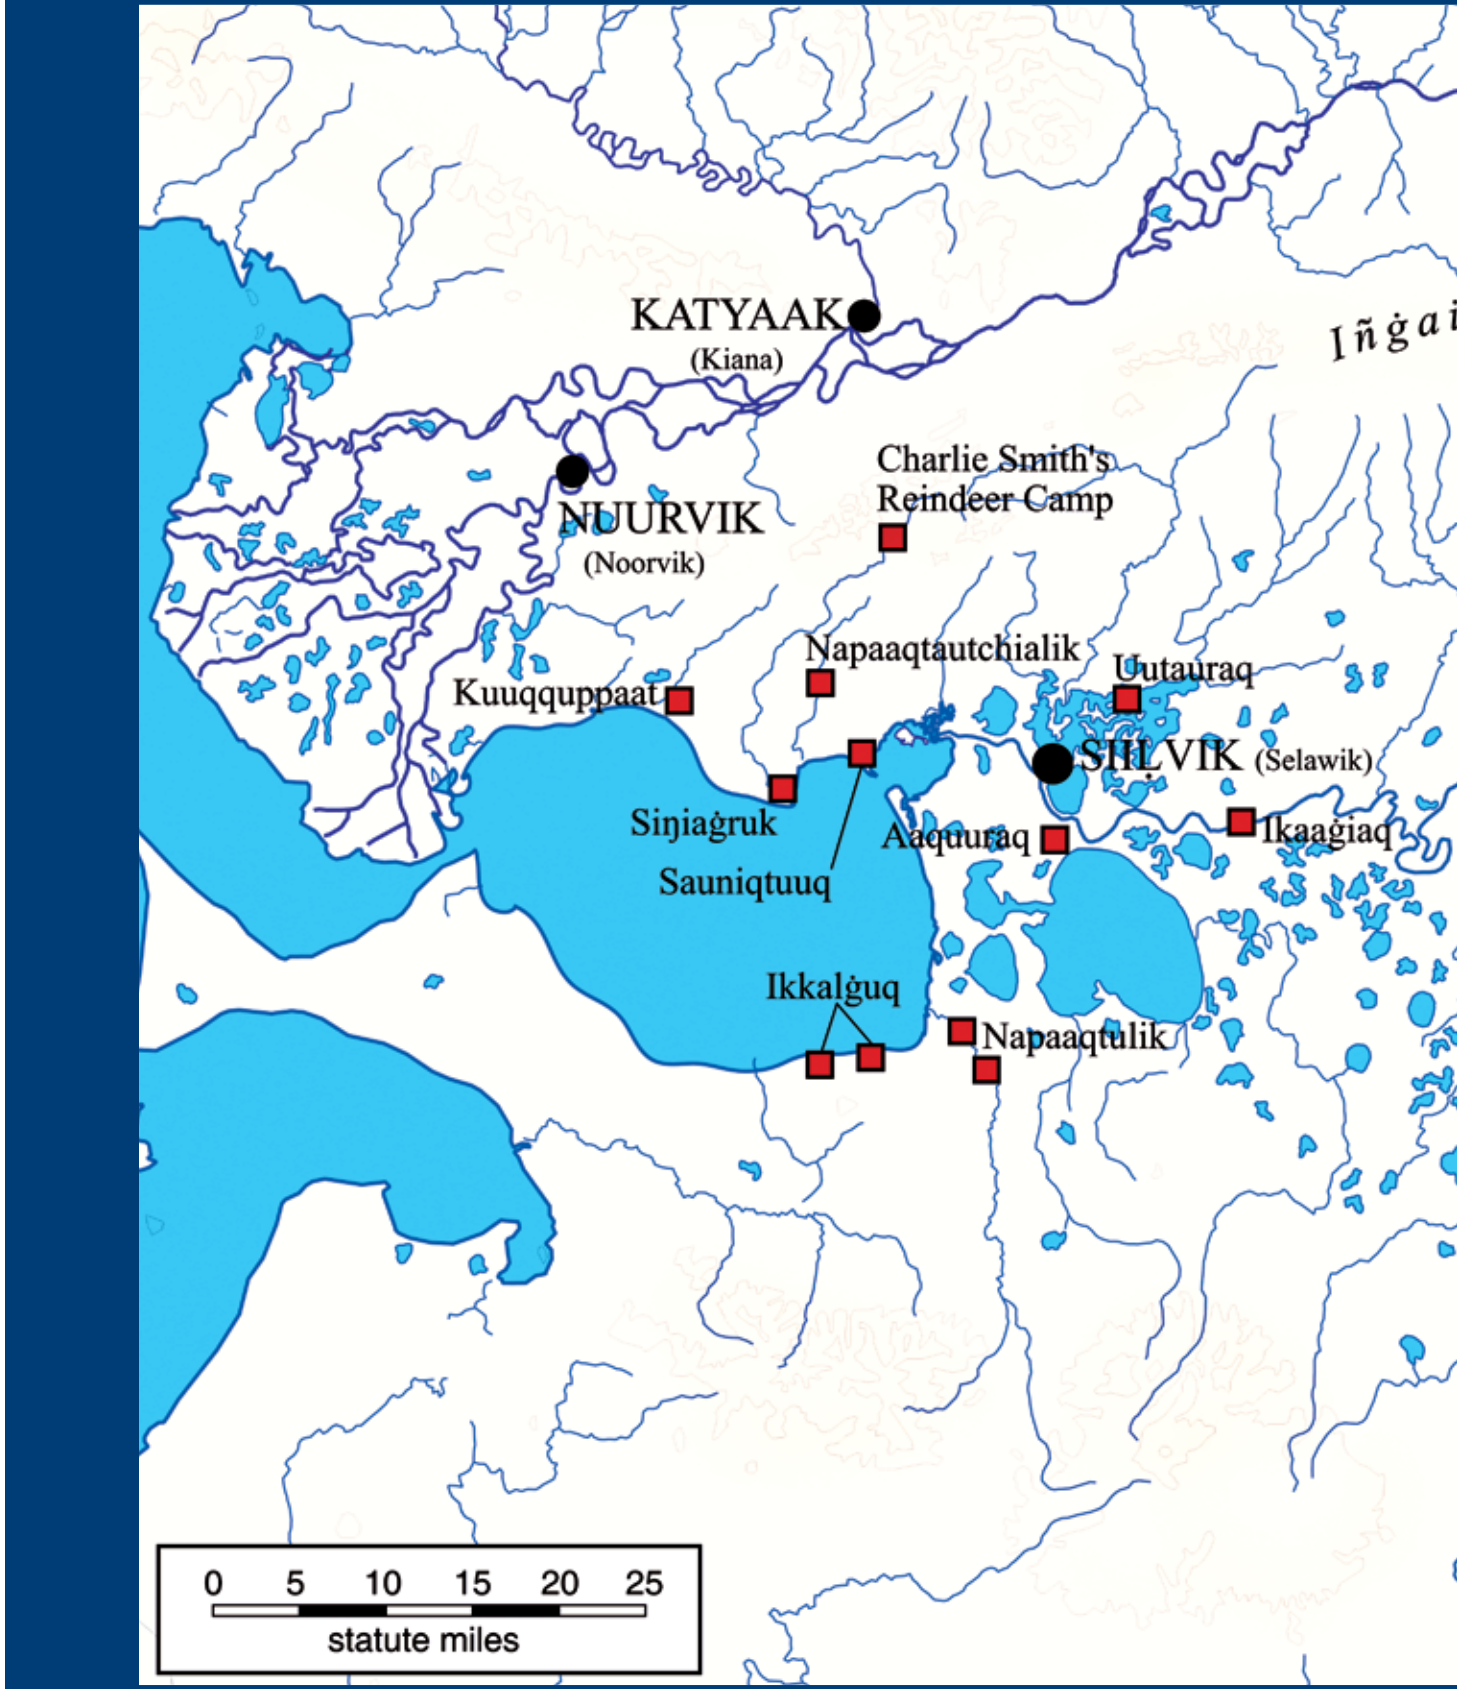 KATYAAK
(Kiana)
Iñġai
Charlie Smith's
Reindeer Camp
NUURVIK
(Noorvik)
Napaaqtautchialik
Uutauraq
Kuuqquppaat
SIIḶVIK (Selawik)
Siŋiaġruk
Aaquuraq
Ikaaġiaq
Sauniqtuuq
Ikkalġuq
Napaaqtulik
0 5 10 15 20 25
statute miles